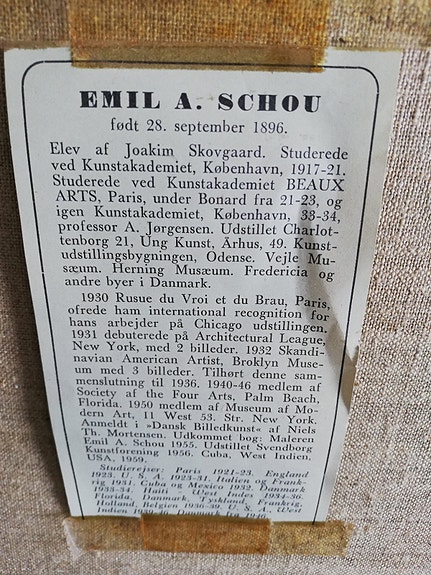 EMIL A. SCHOU
født 28. september 1896.
Elev af Joakim Skovgaard. Studerede
ved Kunstakademiet, København, 1917-21.
Studerede ved Kunstakademiet BEAUX
ARTS, Paris, under Bonard fra 21-23, og
igen Kunstakademiet, København, 33-34,
professor A. Jørgensen. Udstillet Charlot-
tenborg 21, Ung Kunst, Århus, 49. Kunst-
udstillingsbygningen, Odense. Vejle Mu-
sæum. Herning Musæum. Fredericia og
andre byer i Danmark.
1930 Rusue du Vroi et du Brau, Paris,
ofrede ham international recognition for
hans arbejder på Chicago udstillingen.
1931 debuterede på Architectural League,
New York, med 2 billeder. 1932 Skandi-
navian American Artist, Broklyn Muse-
um med 3 billeder. Tilhørt denne sam-
menslutning til 1936. 1940-46 medlem af
Society af the Four Arts, Palm Beach,
Florida. 1950 medlem af Museum af Mo-
dern Art, 11 West 53. Str. New York.
Anmeldt i »Dansk Billedkunst« af Niels
Th. Mortensen. Udkommet bog: Maleren
Emil A. Schou 1955. Udstillet Svendborg
Kunstforening 1956. Cuba, West Indien.
USA, 1959.
Studierejser: Paris 1921-23. England
1923. U. S. A. 1923-31. Italien og Frank-
rig 1931. Cuba og Mexico 1932. Danmark
1933-34. Haiti - West Indes 1934-36.
Florida, Danmark, Tyskland, Frankrig,
Holland, Belgien 1936-39. U. S. A., West
Indien Danmark fra 1946.